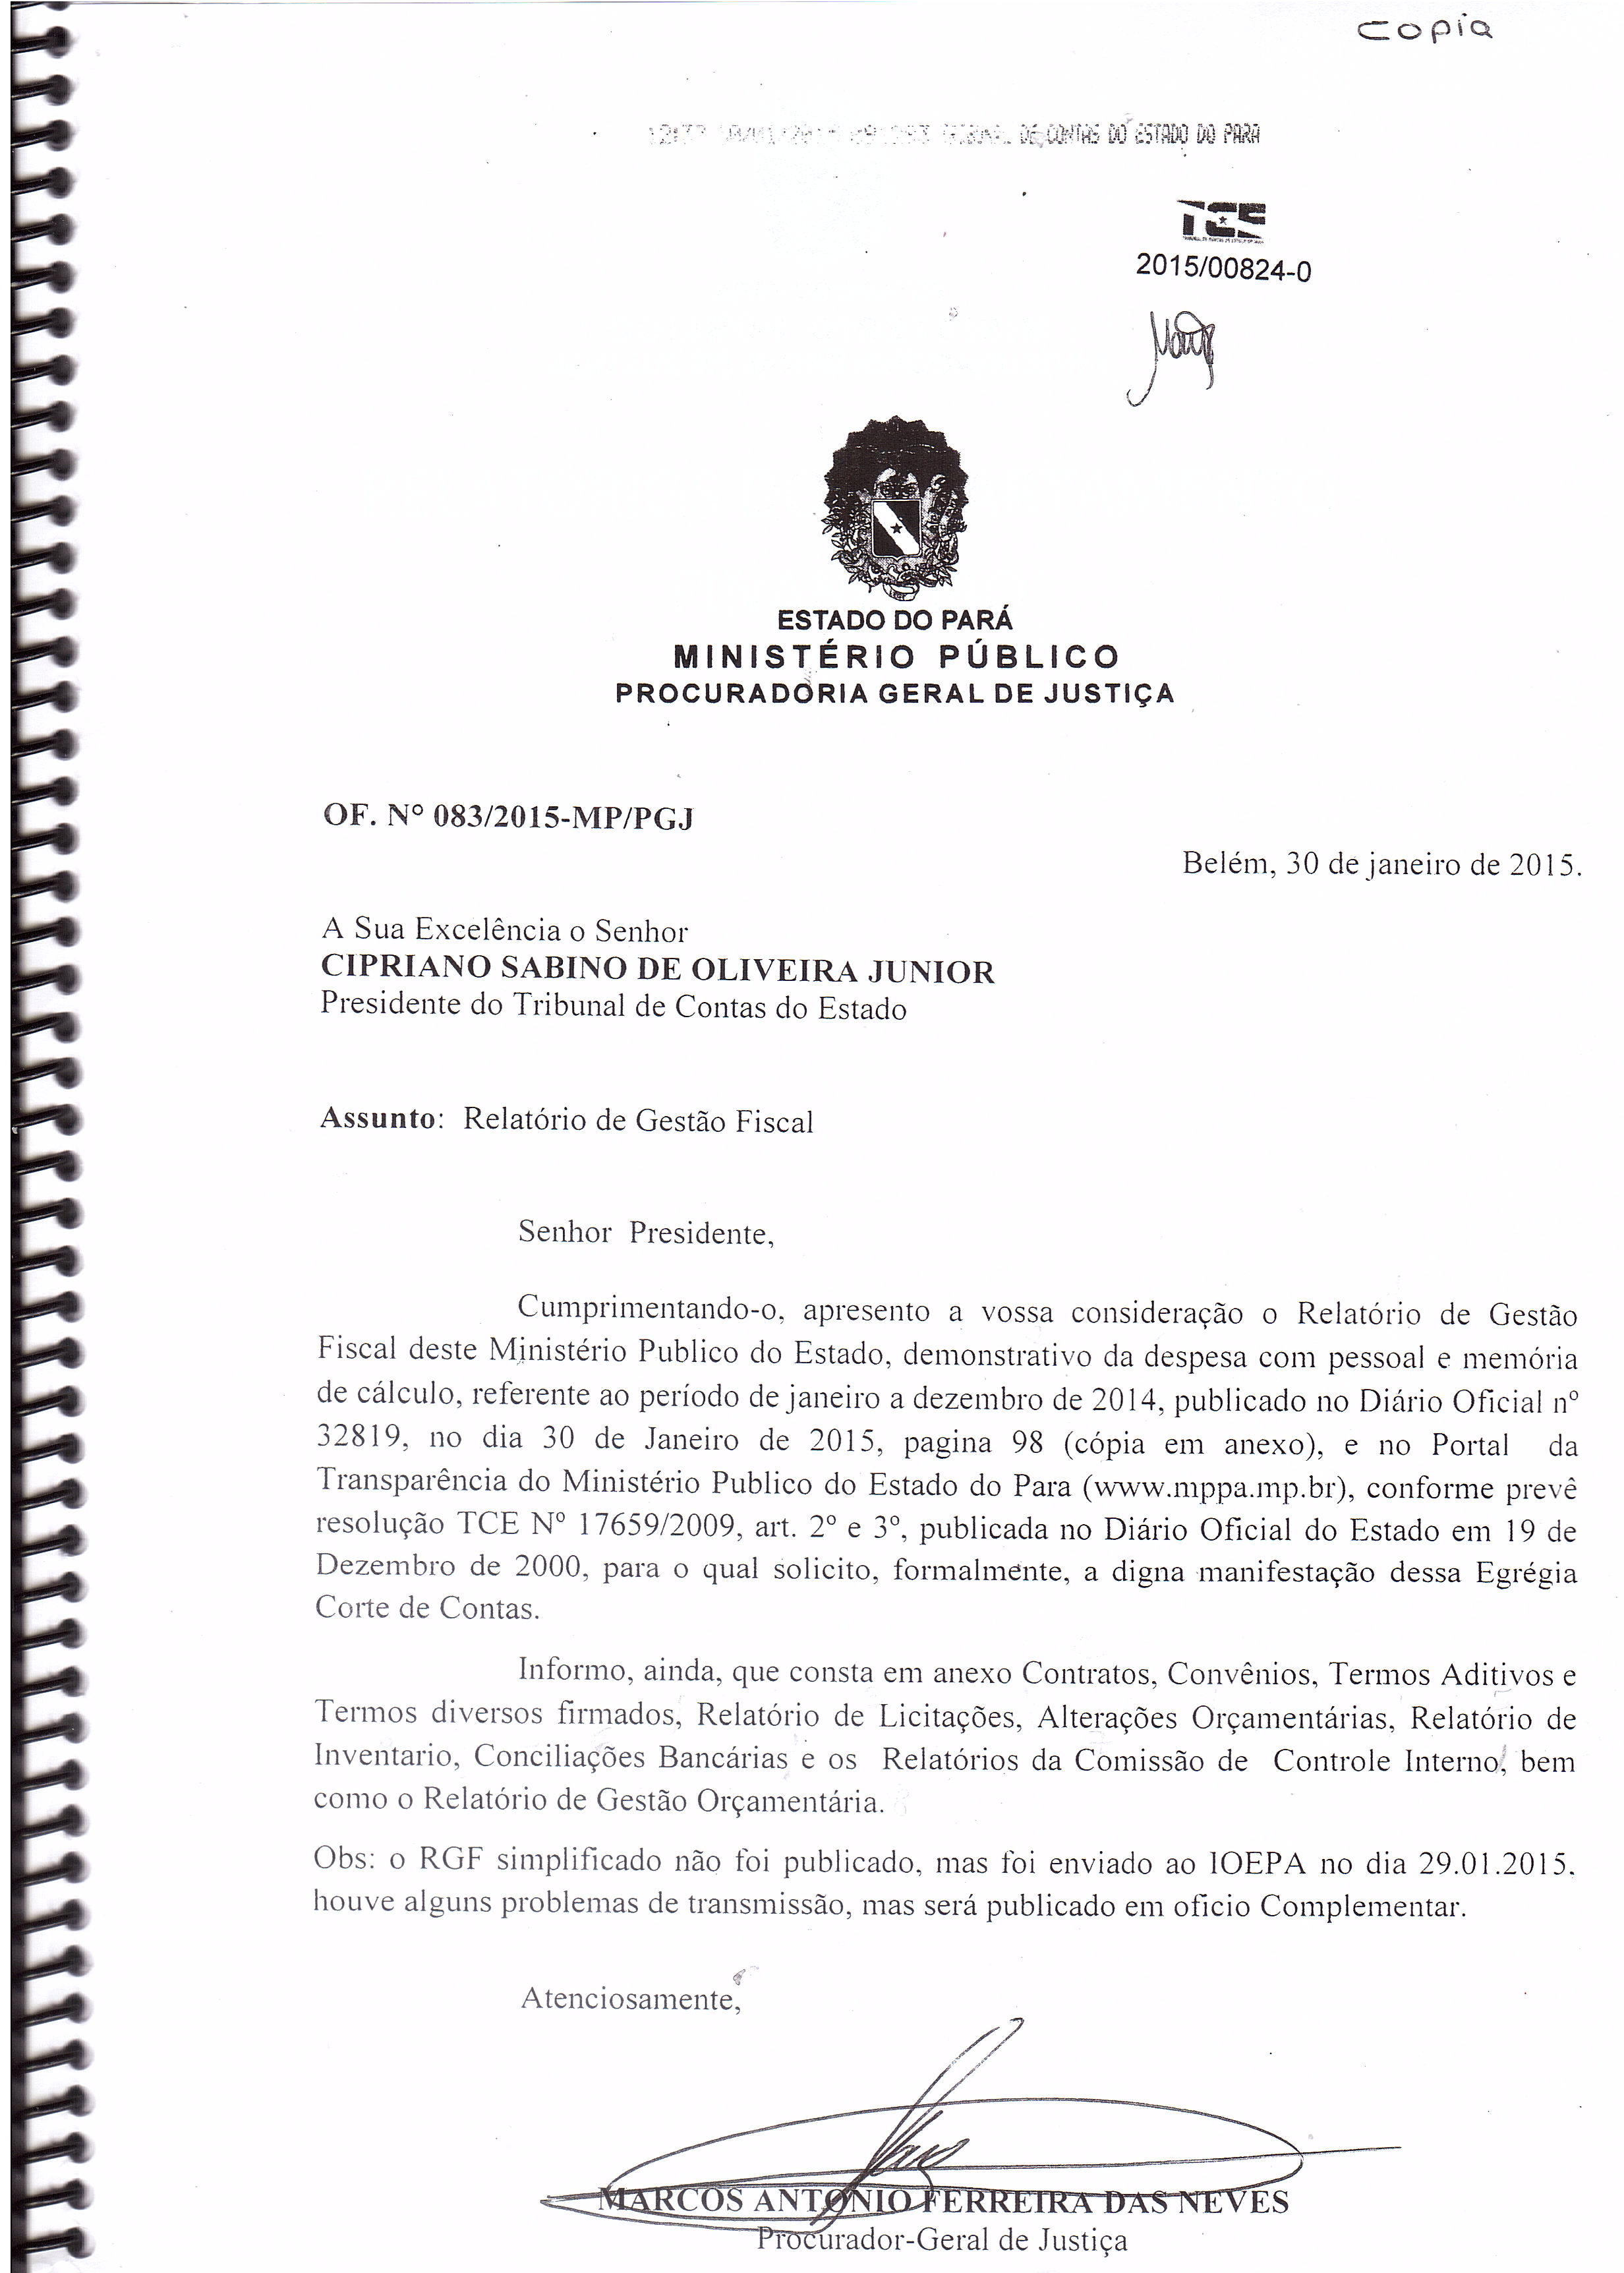 copia
DE CONTAS DO ESTADO DO PARA
TCE
2015/00824-0
ESTADO DO PARÁ
MINISTÉRIO PÚBLICO
PROCURADORIA GERAL DE JUSTIÇA
OF. Nº 083/2015-MP/PGJ
Belém, 30 de janeiro de 2015.
A Sua Excelência o Senhor
CIPRIANO SABINO DE OLIVEIRA JUNIOR
Presidente do Tribunal de Contas do Estado
Assunto: Relatório de Gestão Fiscal
Senhor Presidente,
Cumprimentando-o, apresento a vossa consideração o Relatório de Gestão
Fiscal deste Ministério Publico do Estado, demonstrativo da despesa com pessoal e memória
de cálculo, referente ao período de janeiro a dezembro de 2014, publicado no Diário Oficial nº
32819, no dia 30 de Janeiro de 2015, pagina 98 (cópia em anexo), e no Portal da
Transparência do Ministério Publico do Estado do Para (www.mppa.mp.br), conforme prevê
resolução TCE Nº 17659/2009, art. 2º e 3º, publicada no Diário Oficial do Estado em 19 de
Dezembro de 2000, para o qual solicito, formalmente, a digna manifestação dessa Egrégia
Corte de Contas.
Informo, ainda, que consta em anexo Contratos, Convênios, Termos Aditivos e
Termos diversos firmados, Relatório de Licitações, Alterações Orçamentárias, Relatório de
Inventario, Conciliações Bancárias e os Relatórios da Comissão de Controle Interno, bem
como o Relatório de Gestão Orçamentária.
Obs: o RGF simplificado não foi publicado, mas foi enviado ao IOEPA no dia 29.01.2015.
houve alguns problemas de transmissão, mas será publicado em oficio Complementar.
Atenciosamente,
MARCOS ANTÔNIO FERREIRA DAS NEVES
Procurador-Geral de Justiça